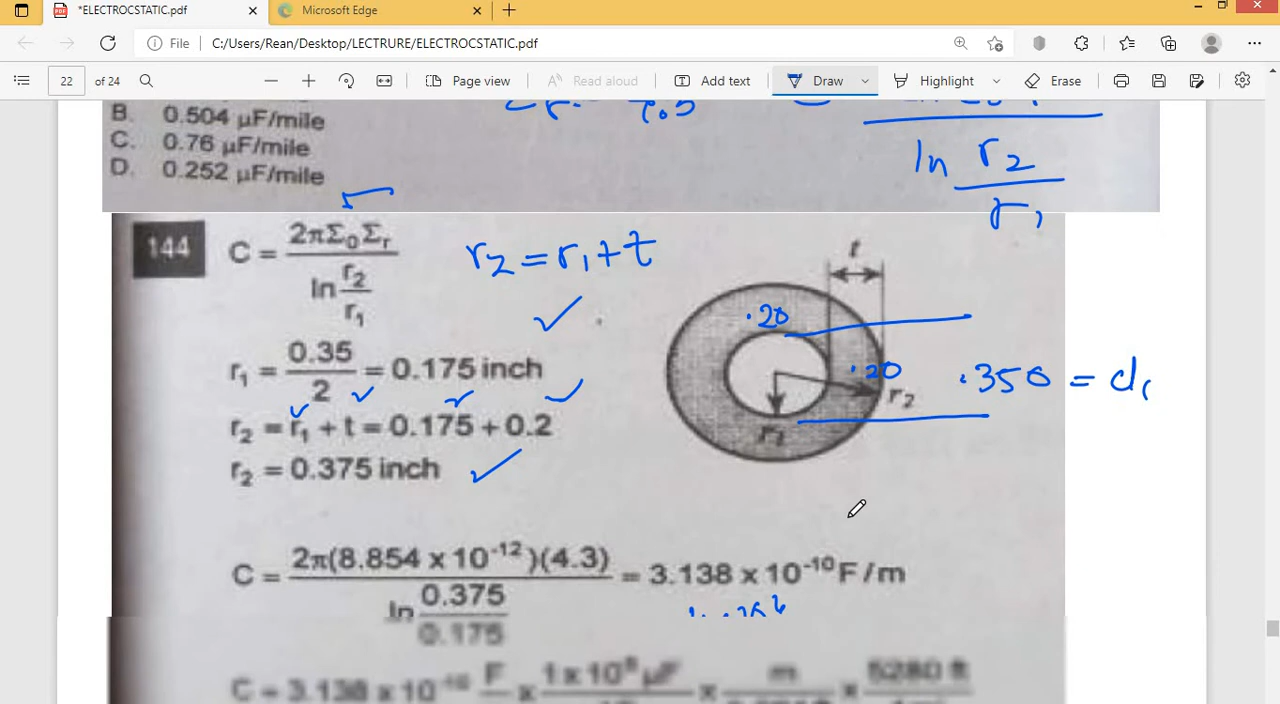 *ELECTROCSTATIC.pdf
Microsoft Edge
File
C:/Users/Rean/Desktop/LECTRURE/ELECTROCSTATIC.pdf
22 of 24
Page view
Read aloud
Add text
Draw
Highlight
Erase
B. 0.504 μF/mile
C. 0.76 μF/mile
D. 0.252 μF/mile
ln r2/r1
144
C = 2πΣ0Σr / ln r2/r1
r2 = r1 + t
t
.20
r1 = 0.35/2 = 0.175 inch
.20
.350 = d1
r2
r2 = r1 + t = 0.175 + 0.2
r1
r2 = 0.375 inch
C = 2π(8.854 x 10^-12)(4.3) / ln 0.375/0.175 = 3.138 x 10^-10 F/m